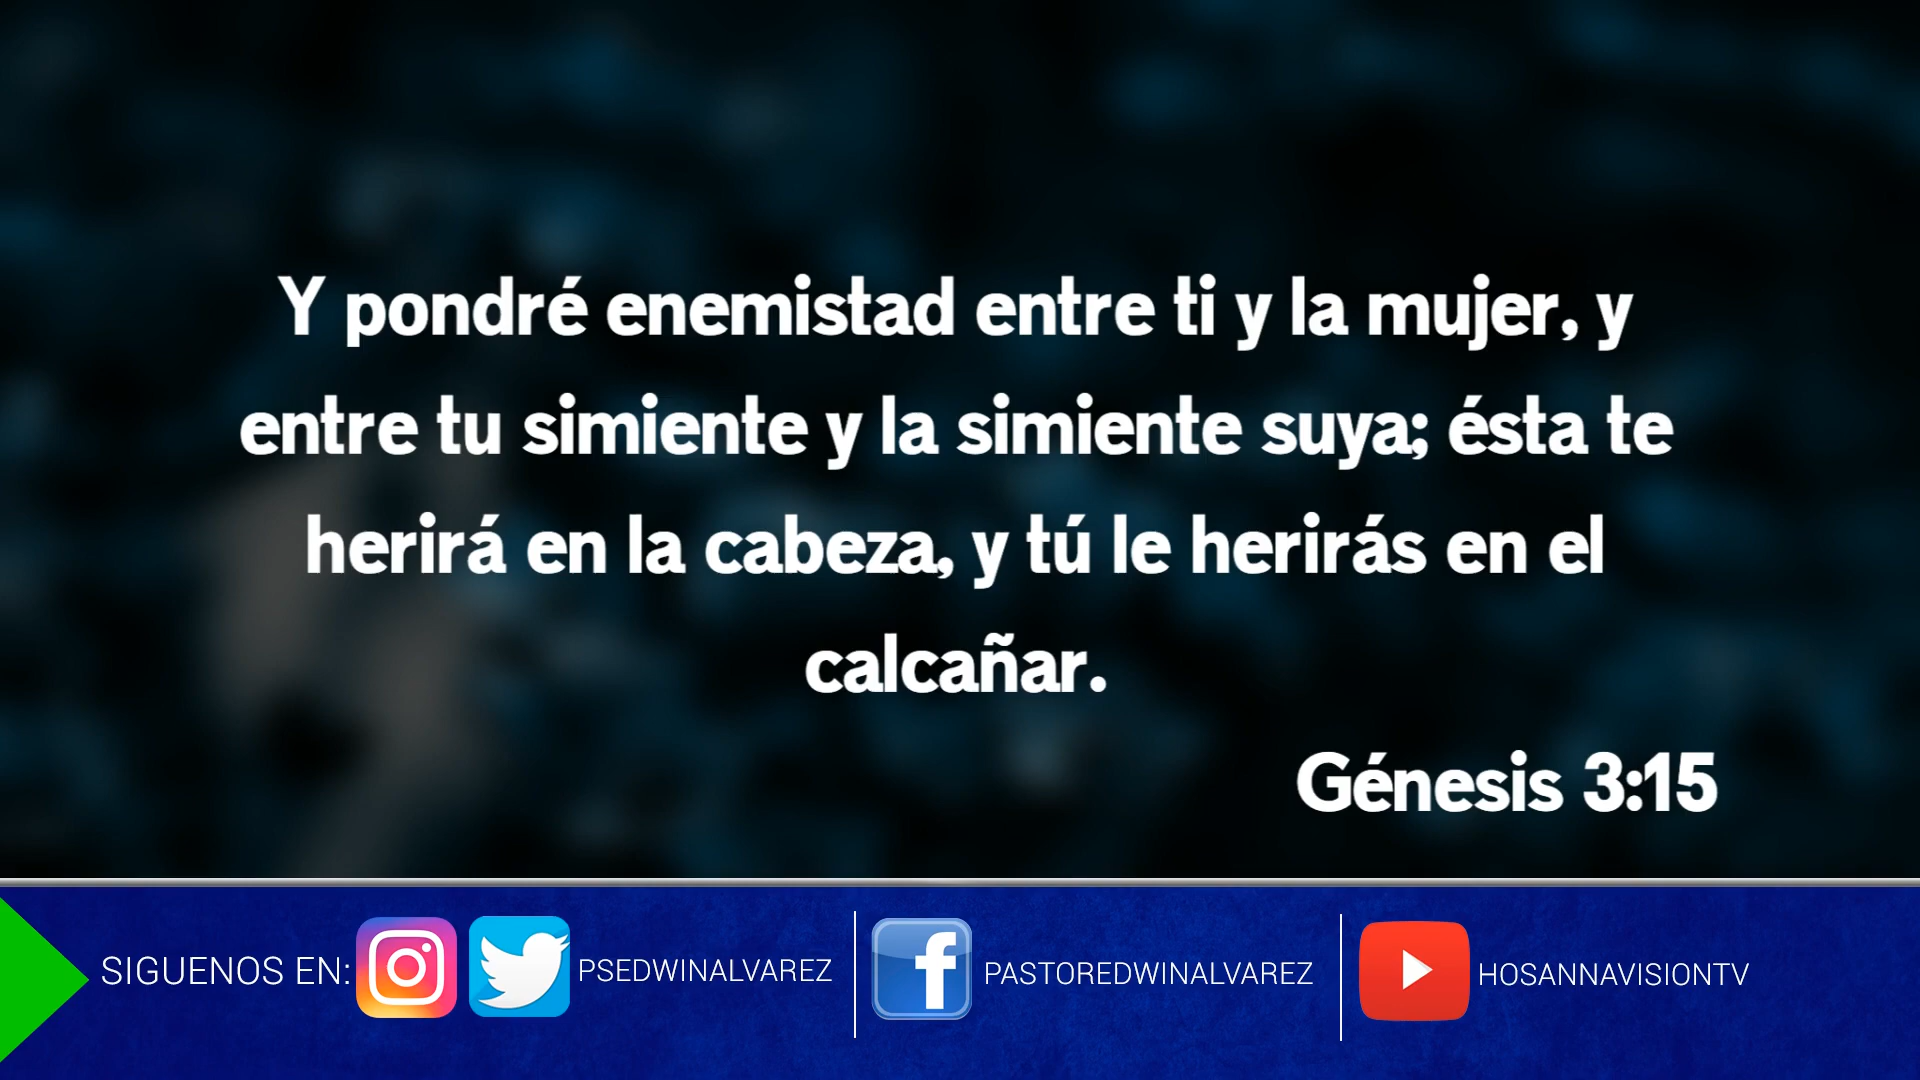 Y pondré enemistad entre ti y la mujer, y
entre tu simiente y la simiente suya; ésta te
herirá en la cabeza, y tú le herirás en el
calcañar.
Génesis 3:15
SIGUENOS EN: PSEDWINALVAREZ PASTOREDWINALVAREZ HOSANNAVISIONTV